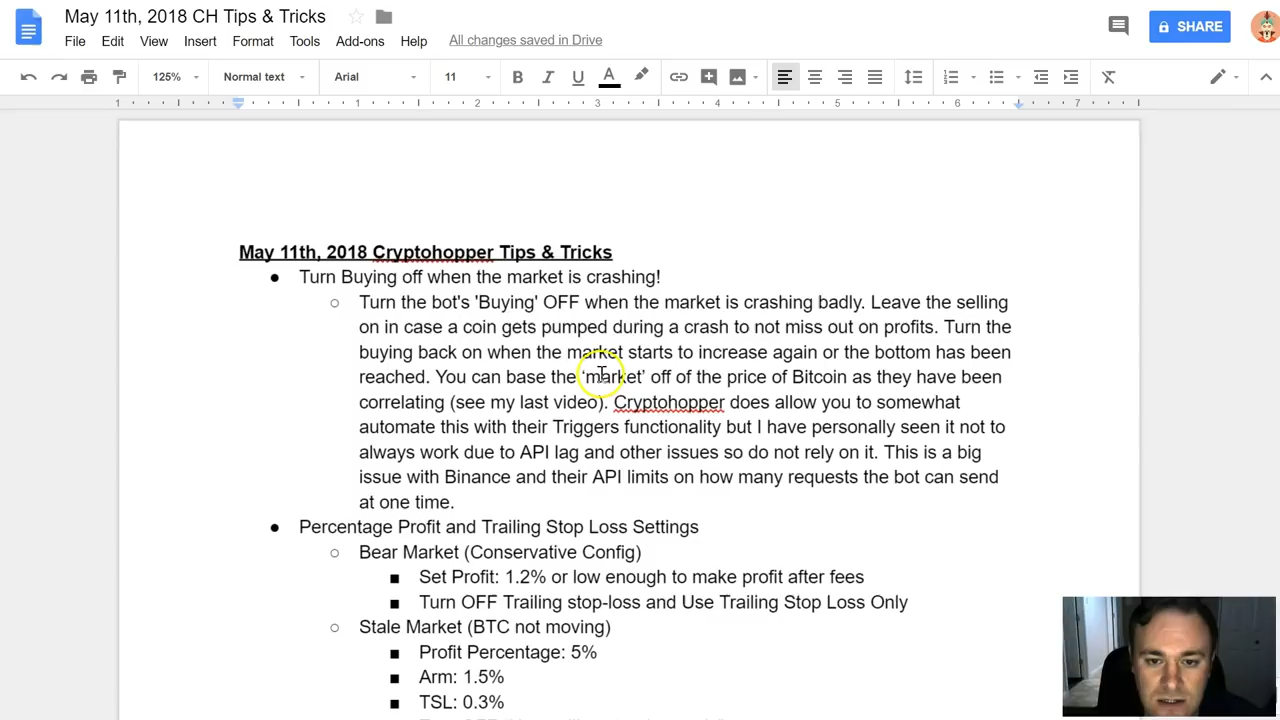 May 11th, 2018 CH Tips & Tricks
File Edit View Insert Format Tools Add-ons Help All changes saved in Drive
SHARE
125% Normal text Arial 11
1 1 2 3 4 5 6 7
May 11th, 2018 Cryptohopper Tips & Tricks
● Turn Buying off when the market is crashing!
○ Turn the bot's 'Buying' OFF when the market is crashing badly. Leave the selling
on in case a coin gets pumped during a crash to not miss out on profits. Turn the
buying back on when the market starts to increase again or the bottom has been
reached. You can base the ‘market’ off of the price of Bitcoin as they have been
correlating (see my last video). Cryptohopper does allow you to somewhat
automate this with their Triggers functionality but I have personally seen it not to
always work due to API lag and other issues so do not rely on it. This is a big
issue with Binance and their API limits on how many requests the bot can send
at one time.
● Percentage Profit and Trailing Stop Loss Settings
○ Bear Market (Conservative Config)
■ Set Profit: 1.2% or low enough to make profit after fees
■ Turn OFF Trailing stop-loss and Use Trailing Stop Loss Only
○ Stale Market (BTC not moving)
■ Profit Percentage: 5%
■ Arm: 1.5%
■ TSL: 0.3%